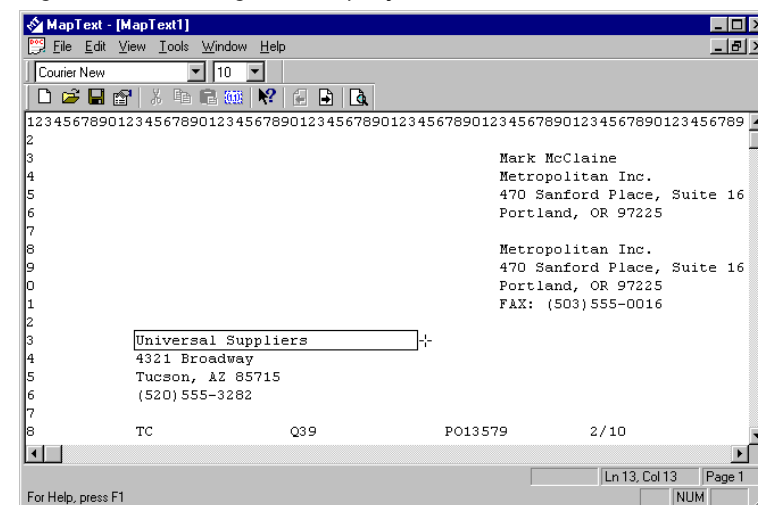 MapText - [MapText1]
File Edit View Tools Window Help
Courier New 10
1234567890123456789012345678901234567890123456789012345678901234567890123456789
2
3 Mark McClaine
4 Metropolitan Inc.
5 470 Sanford Place, Suite 16
6 Portland, OR 97225
7
8 Metropolitan Inc.
9 470 Sanford Place, Suite 16
0 Portland, OR 97225
1 FAX: (503)555-0016
2
3 Universal Suppliers
4 4321 Broadway
5 Tucson, AZ 85715
6 (520)555-3282
7
8 TC Q39 PO13579 2/10
Ln 13, Col 13 Page 1
For Help, press F1 NUM